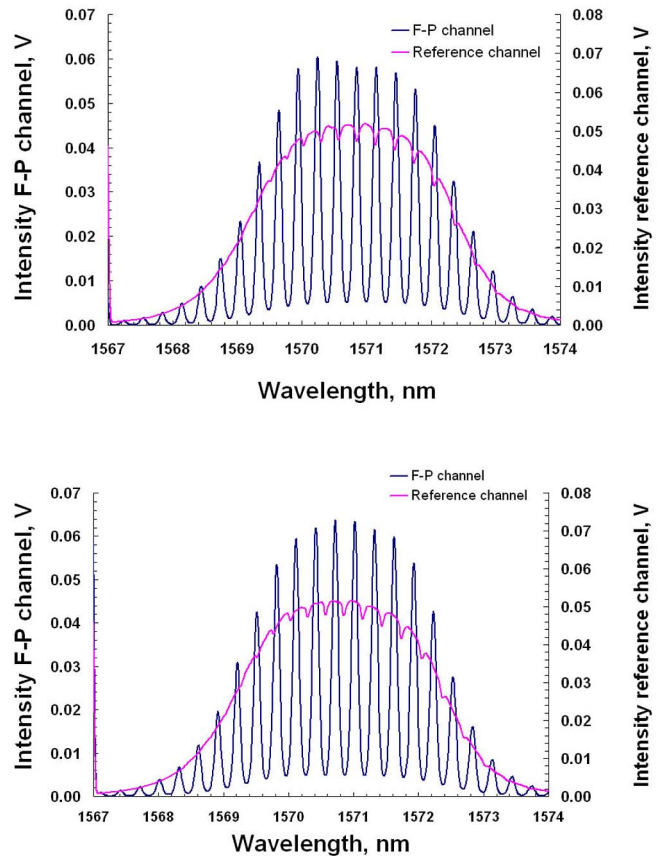 0.07
0.06
0.05
0.04
0.03
0.02
0.01
0.00
Intensity F-P channel, V
F-P channel
Reference channel
0.08
0.07
0.06
0.05
0.04
0.03
0.02
0.01
0.00
Intensity reference channel, V
1567 1568 1569 1570 1571 1572 1573 1574
Wavelength, nm
0.07
0.06
0.05
0.04
0.03
0.02
0.01
0.00
Intensity F-P channel, V
F-P channel
Reference channel
0.08
0.07
0.06
0.05
0.04
0.03
0.02
0.01
0.00
Intensity reference channel, V
1567 1568 1569 1570 1571 1572 1573 1574
Wavelength, nm